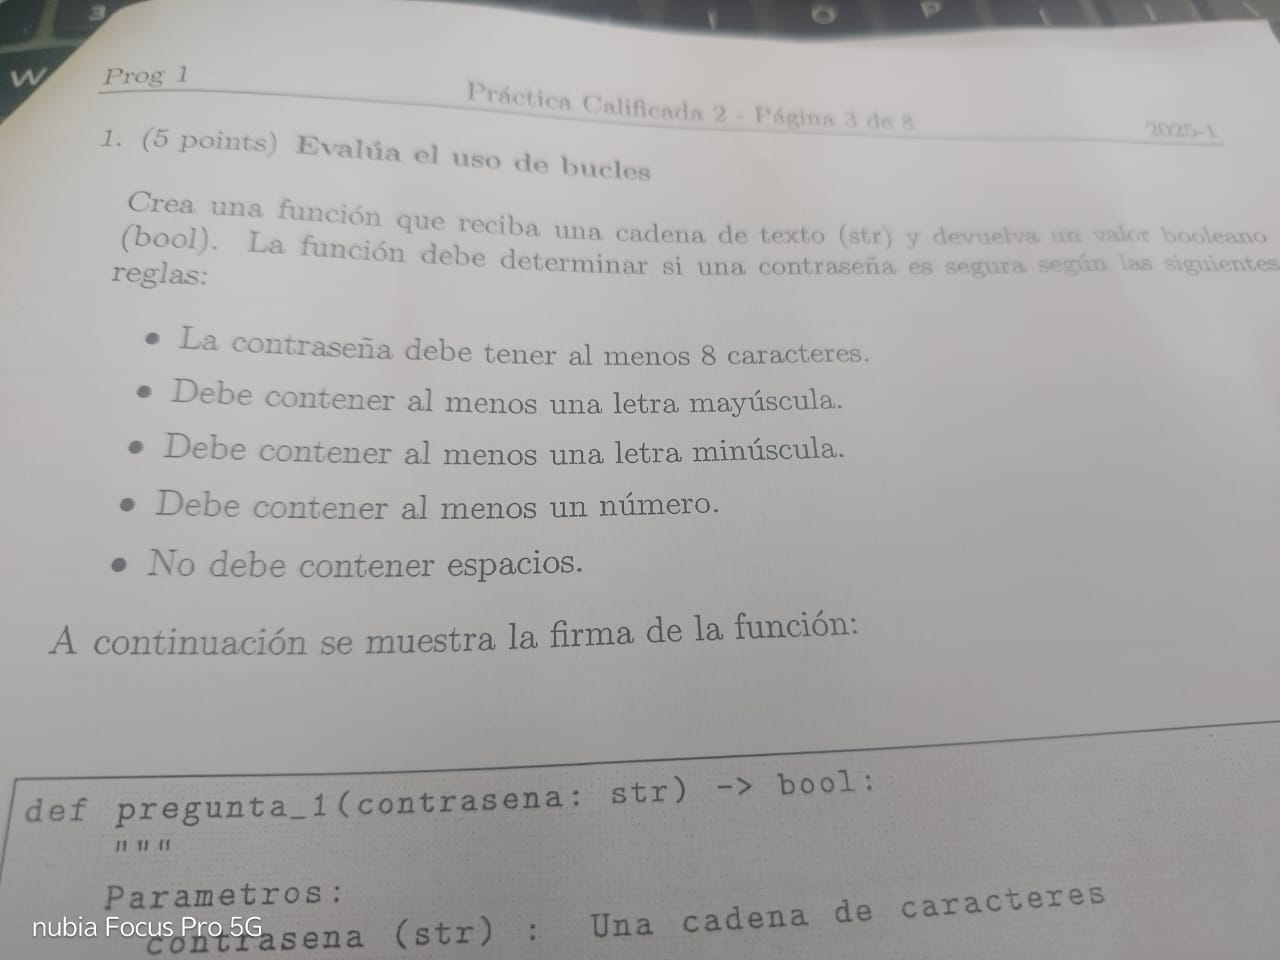 3
O P
W
Prog 1
Práctica Calificada 2 - Página 3 de 8
2025-1
1. (5 points) Evalúa el uso de bucles
Crea una función que reciba una cadena de texto (str) y devuelva un valor booleano
(bool). La función debe determinar si una contraseña es segura según las siguientes
reglas:
• La contraseña debe tener al menos 8 caracteres.
• Debe contener al menos una letra mayúscula.
• Debe contener al menos una letra minúscula.
• Debe contener al menos un número.
• No debe contener espacios.
A continuación se muestra la firma de la función:
def pregunta_1(contrasena: str) -> bool:
"""
Parametros:
contrasena (str) : Una cadena de caracteres
nubia Focus Pro 5G